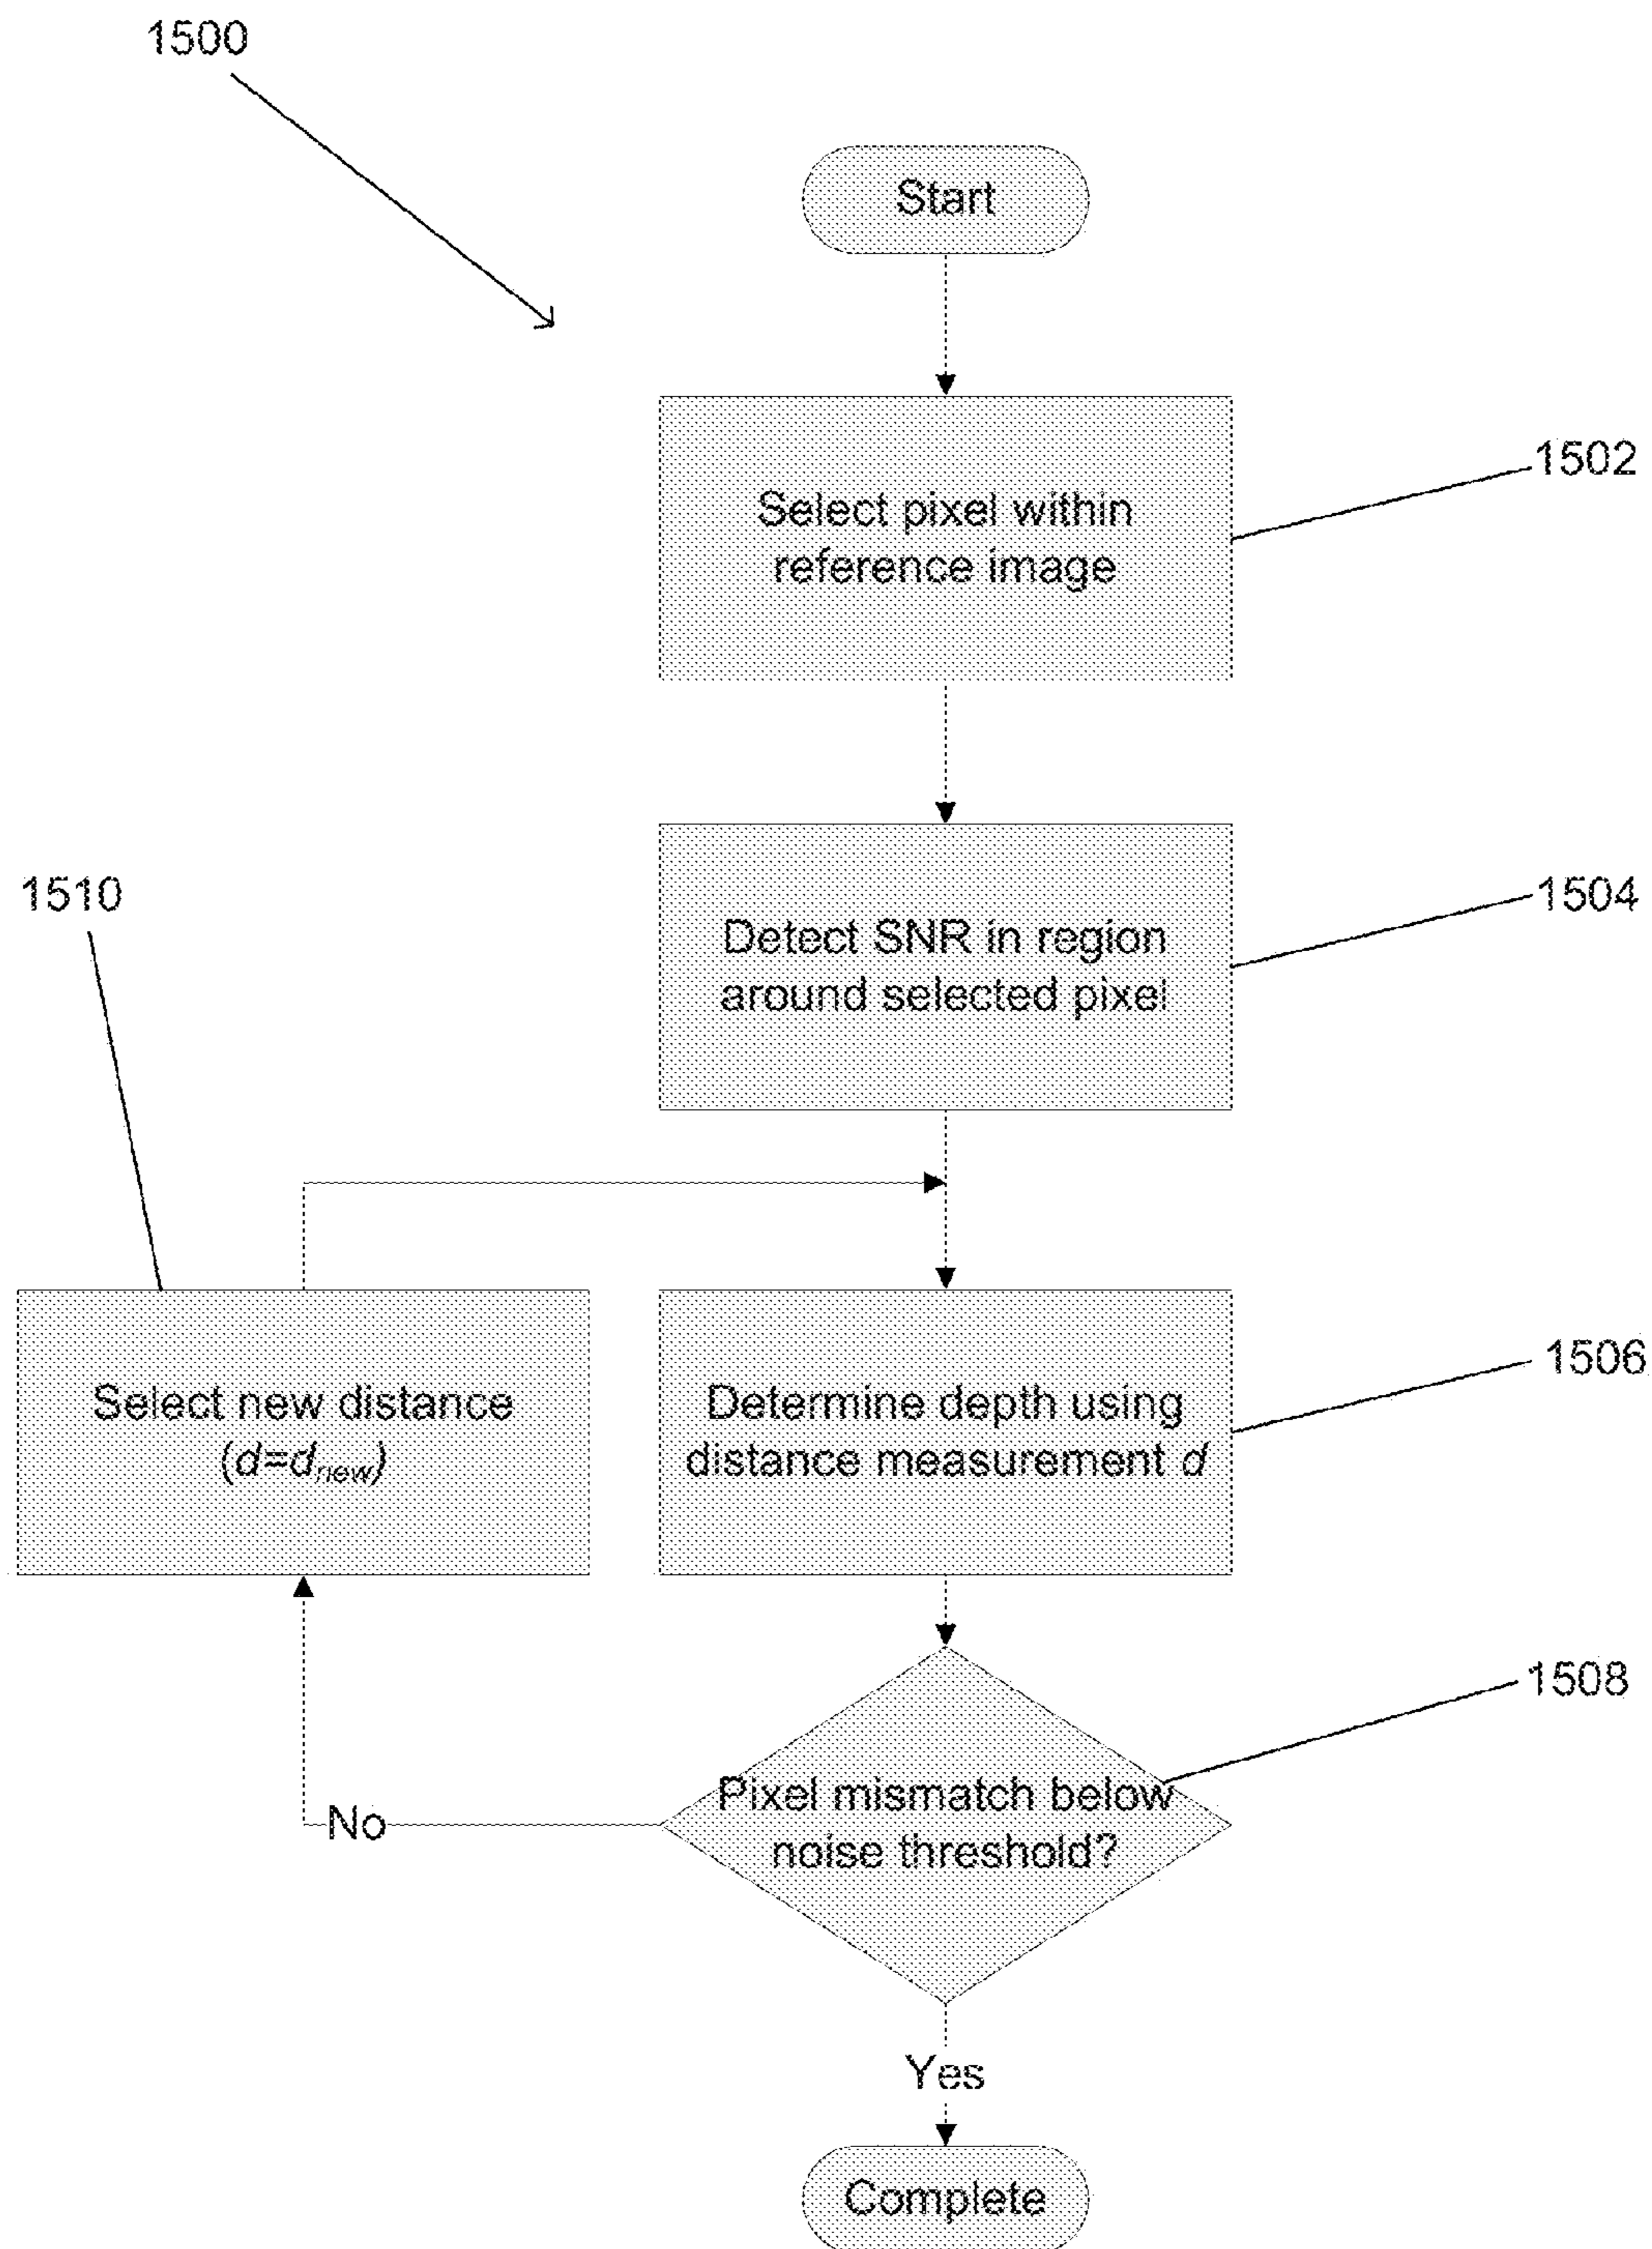 1500
Start
1502
Select pixel within
reference image
1504
Detect SNR in region
around selected pixel
1510
Select new distance
(d=dnew)
1506
Determine depth using
distance measurement d
1508
Pixel mismatch below
noise threshold?
No
Yes
Complete